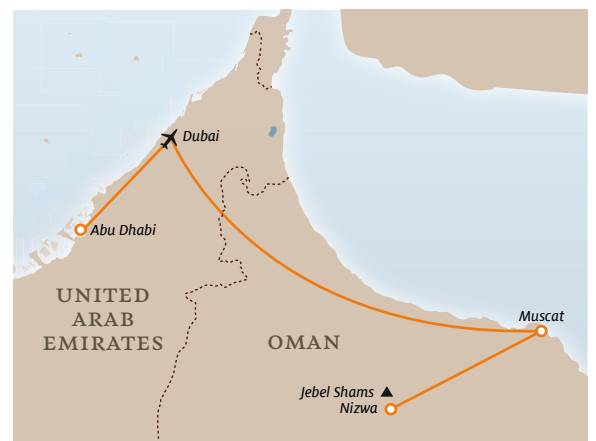 Dubai
Abu Dhabi
UNITED
ARAB
EMIRATES
OMAN
Muscat
Jebel Shams
Nizwa